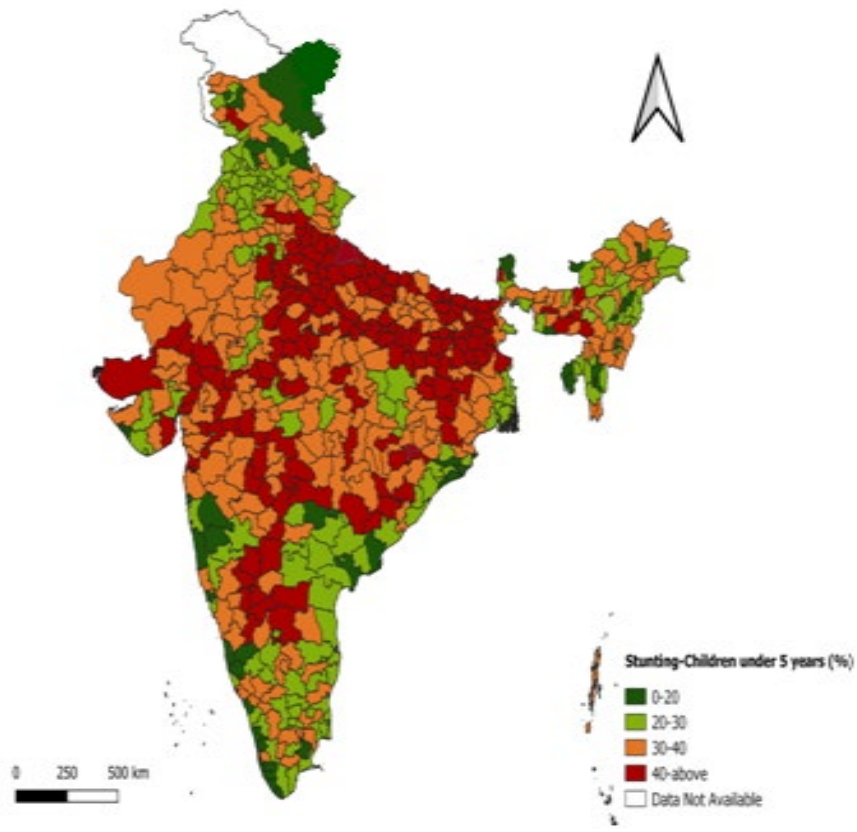 Stunting-Children under 5 years (%)
0-20
20-30
30-40
40-above
Data Not Available
0 250 500 km